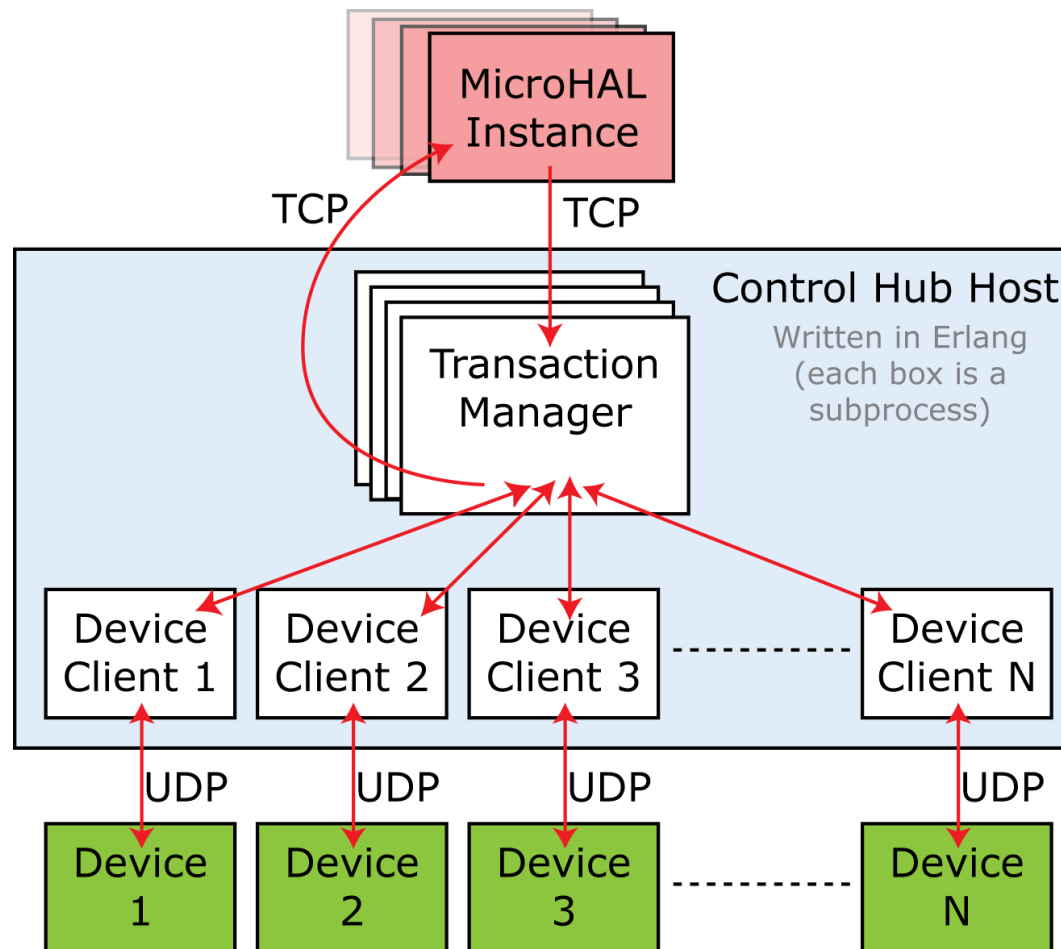 MicroHAL
Instance
TCP
TCP
Control Hub Host
Written in Erlang
(each box is a
subprocess)
Transaction
Manager
Device
Client 1
Device
Client 2
Device
Client 3
Device
Client N
UDP
UDP
UDP
UDP
Device
1
Device
2
Device
3
Device
N